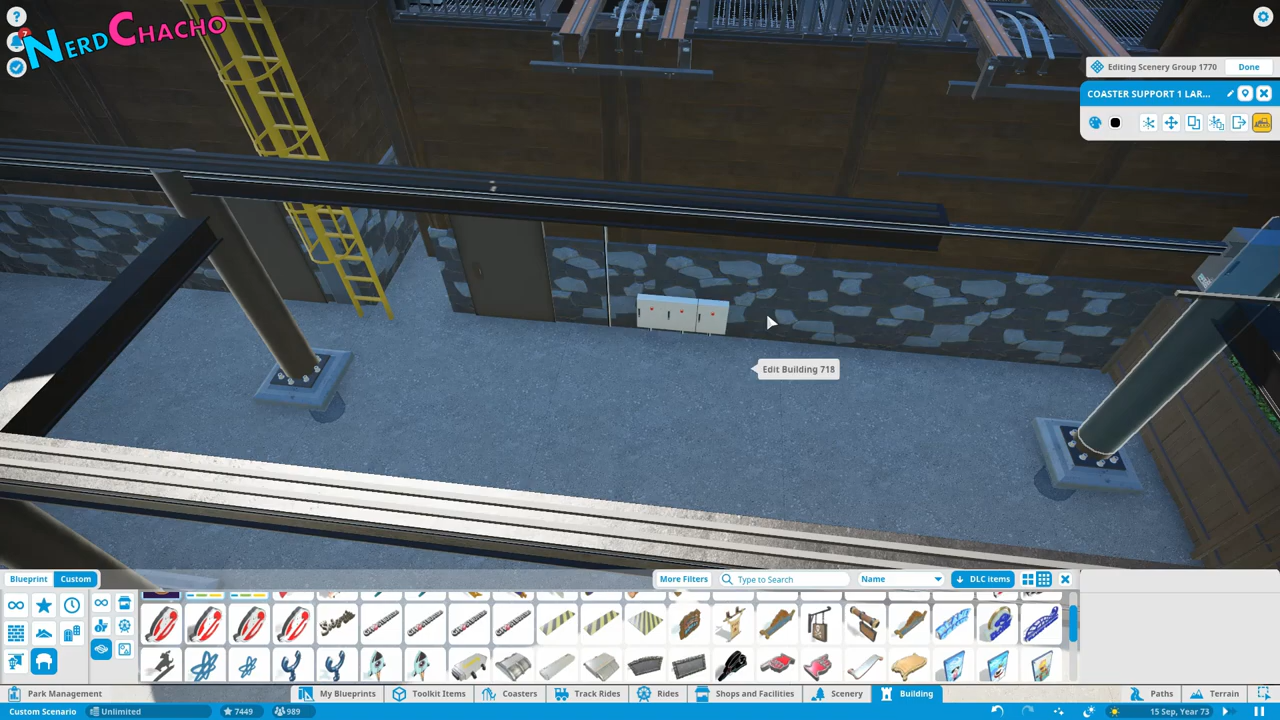 ?
7
NERDCHACHO
Editing Scenery Group 1770
Done
COASTER SUPPORT 1 LAR...
Edit Building 718
Blueprint
Custom
More Filters
Type to Search
Name
DLC items
Park Management
My Blueprints
Toolkit Items
Coasters
Track Rides
Rides
Shops and Facilities
Scenery
Building
Paths
Terrain
Custom Scenario
Unlimited
7449
989
15 Sep, Year 73